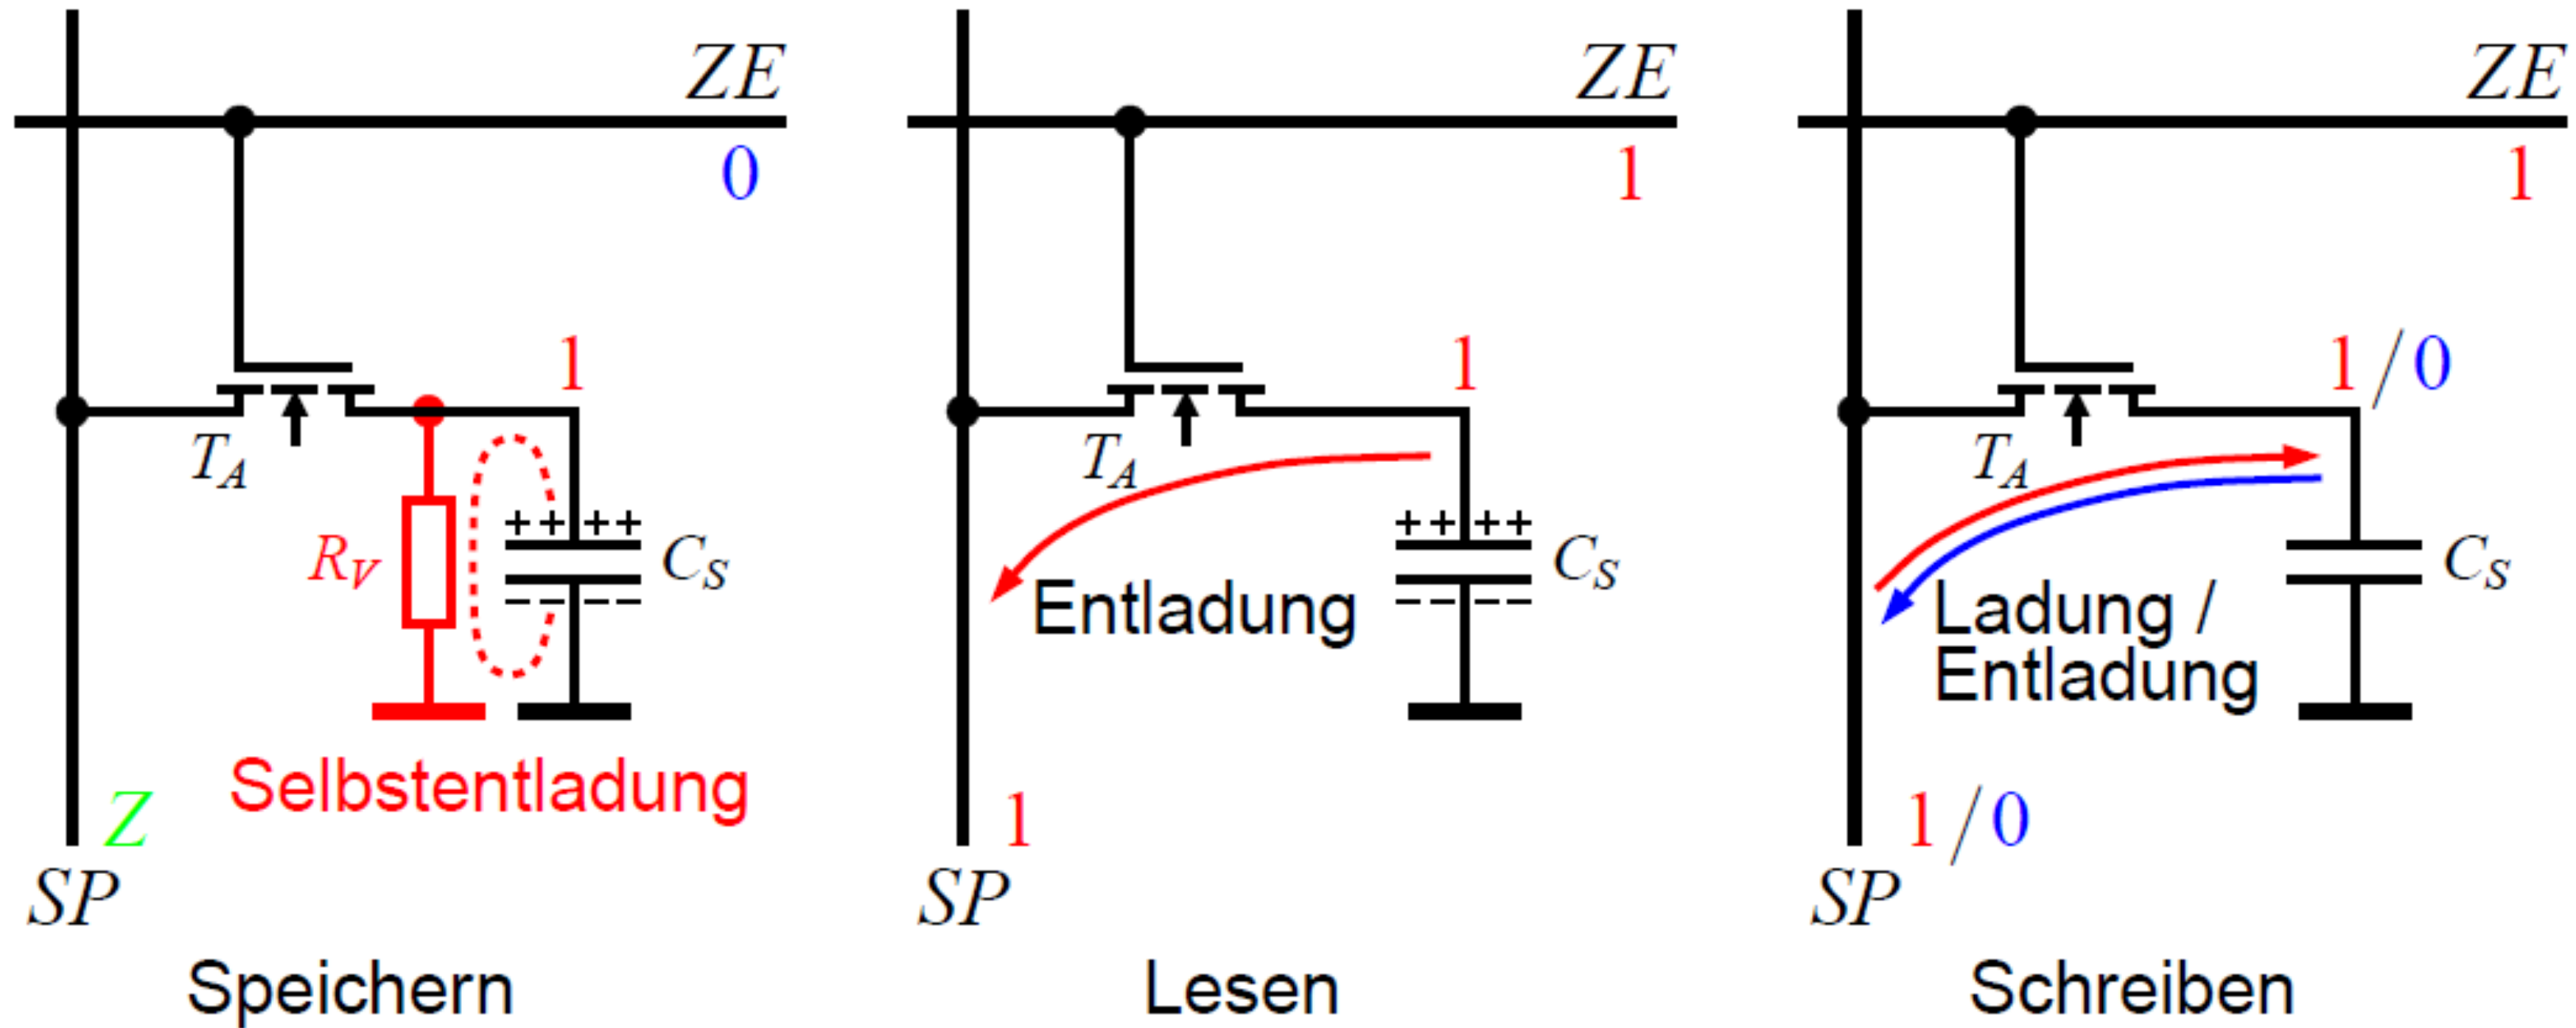 ZE
0
1
T_A
R_V
+ + + +
C_S
– – – –
Selbstentladung
Z
SP
Speichern
ZE
1
1
T_A
+ + + +
C_S
– – – –
Entladung
1
SP
Lesen
ZE
1
1/0
T_A
C_S
Ladung /
Entladung
1/0
SP
Schreiben